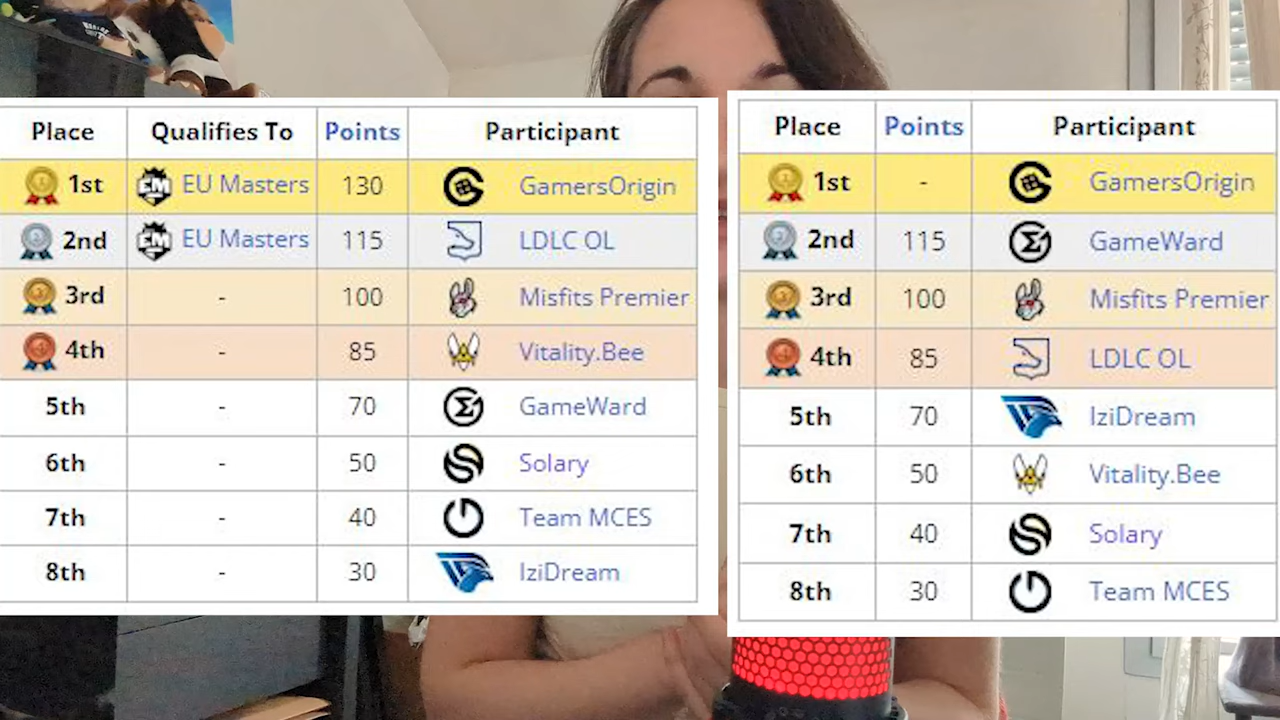 Place Qualifies To Points Participant
1st EM EU Masters 130 GamersOrigin
2nd EM EU Masters 115 LDLC OL
3rd - 100 Misfits Premier
4th - 85 Vitality.Bee
5th - 70 GameWard
6th - 50 Solary
7th - 40 Team MCES
8th - 30 IziDream
Place Points Participant
1st - GamersOrigin
2nd 115 GameWard
3rd 100 Misfits Premier
4th 85 LDLC OL
5th 70 IziDream
6th 50 Vitality.Bee
7th 40 Solary
8th 30 Team MCES